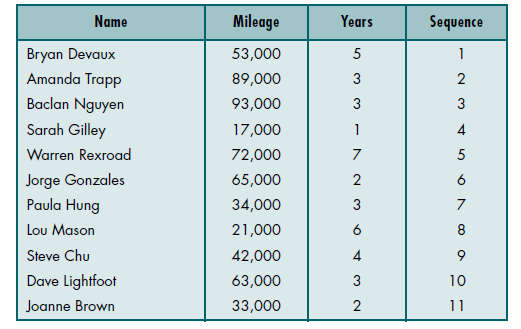 Name Mileage Years Sequence
Bryan Devaux 53,000 5 1
Amanda Trapp 89,000 3 2
Baclan Nguyen 93,000 3 3
Sarah Gilley 17,000 1 4
Warren Rexroad 72,000 7 5
Jorge Gonzales 65,000 2 6
Paula Hung 34,000 3 7
Lou Mason 21,000 6 8
Steve Chu 42,000 4 9
Dave Lightfoot 63,000 3 10
Joanne Brown 33,000 2 11